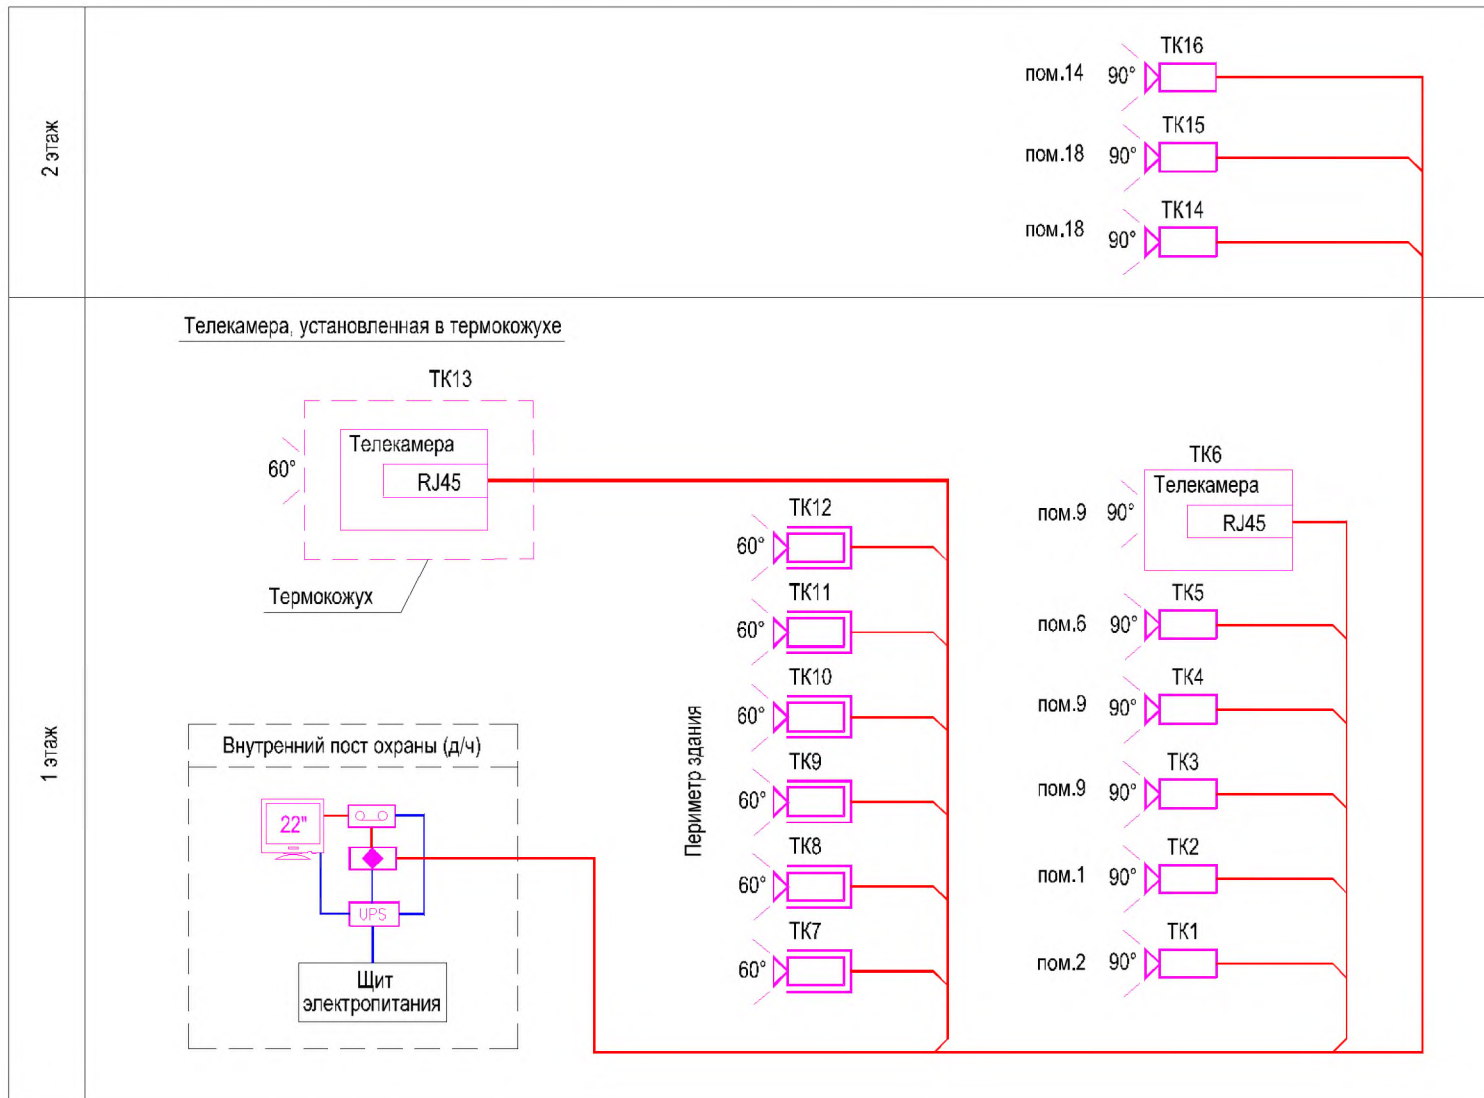 2 этаж
ТК16
пом.14 90°
ТК15
пом.18 90°
ТК14
пом.18 90°
1 этаж
Телекамера, установленная в термокожухе
ТК13
60°
Телекамера
RJ45
Термокожух
Внутренний пост охраны (д/ч)
22"
UPS
Щит
электропитания
Периметр здания
ТК12
60°
ТК11
60°
ТК10
60°
ТК9
60°
ТК8
60°
ТК7
60°
ТК6
пом.9 90°
Телекамера
RJ45
ТК5
пом.6 90°
ТК4
пом.9 90°
ТК3
пом.9 90°
ТК2
пом.1 90°
ТК1
пом.2 90°